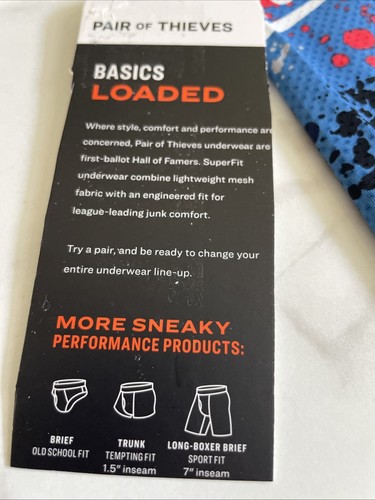 PAIR OF THIEVES
BASICS
LOADED
Where style, comfort and performance are
concerned, Pair of Thieves underwear are
first-ballot Hall of Famers. SuperFit
underwear combine lightweight mesh
fabric with an engineered fit for
league-leading junk comfort.
Try a pair, and be ready to change your
entire underwear line-up.
MORE SNEAKY
PERFORMANCE PRODUCTS:
BRIEF
OLD SCHOOL FIT
TRUNK
TEMPTING FIT
1.5" inseam
LONG-BOXER BRIEF
SPORT FIT
7" inseam